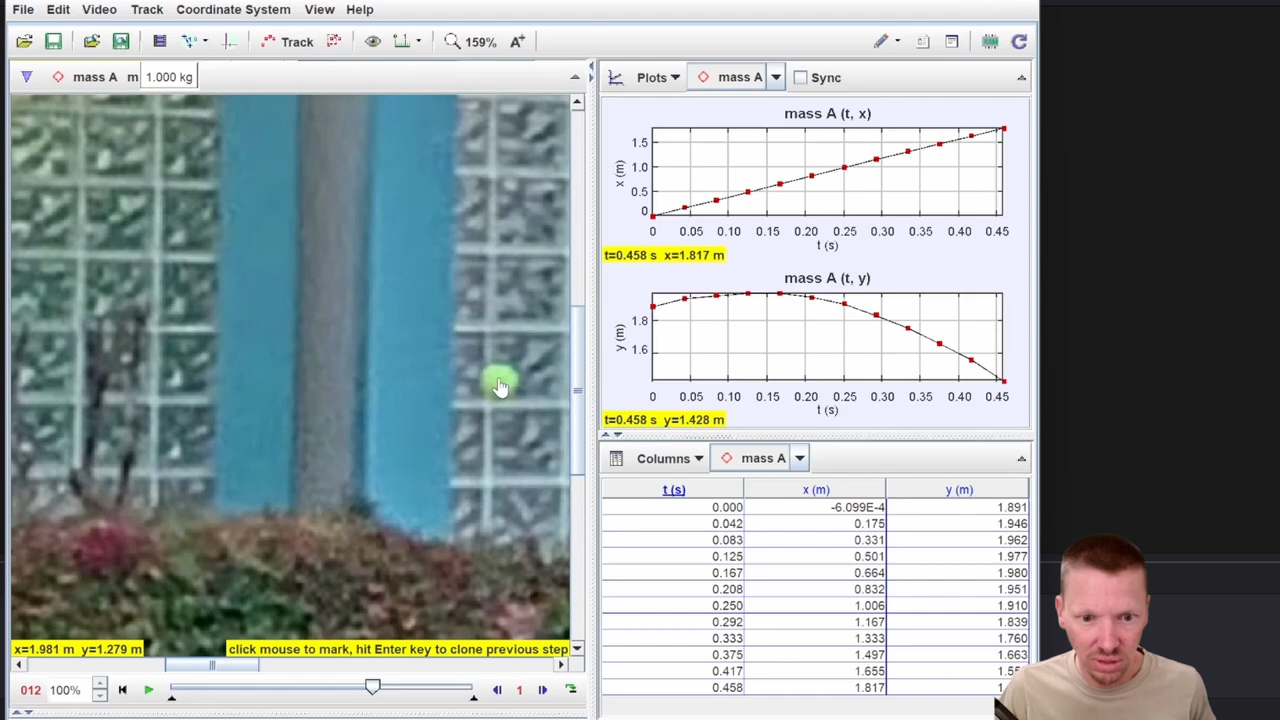 File Edit Video Track Coordinate System View Help
Track 159%
mass A m 1.000 kg
Plots mass A Sync
mass A (t, x)
x (m)
1.5
1.0
0.5
0
0 0.05 0.10 0.15 0.20 0.25 0.30 0.35 0.40 0.45
t (s)
t=0.458 s x=1.817 m
mass A (t, y)
y (m)
1.8
1.6
0 0.05 0.10 0.15 0.20 0.25 0.30 0.35 0.40 0.45
t (s)
t=0.458 s y=1.428 m
Columns mass A
t (s) x (m) y (m)
0.000 -6.099E-4 1.891
0.042 0.175 1.946
0.083 0.331 1.962
0.125 0.501 1.977
0.167 0.664 1.980
0.208 0.832 1.951
0.250 1.006 1.910
0.292 1.167 1.839
0.333 1.333 1.760
0.375 1.497 1.663
0.417 1.655
0.458 1.817
x=1.981 m y=1.279 m click mouse to mark, hit Enter key to clone previous step
012 100% 1